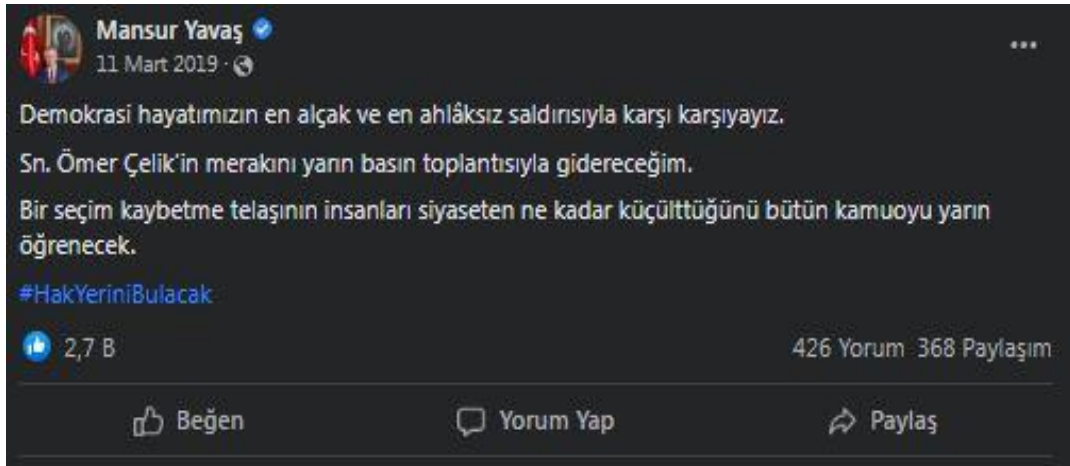 Mansur Yavaş
11 Mart 2019 ·
Demokrasi hayatımızın en alçak ve en ahlâksız saldırısıyla karşı karşıyayız.
Sn. Ömer Çelik'in merakını yarın basın toplantısıyla gidereceğim.
Bir seçim kaybetme telaşının insanları siyaseten ne kadar küçülttüğünü bütün kamuoyu yarın
öğrenecek.
#HakYeriniBulacak
2,7 B
426 Yorum 368 Paylaşım
Beğen
Yorum Yap
Paylaş